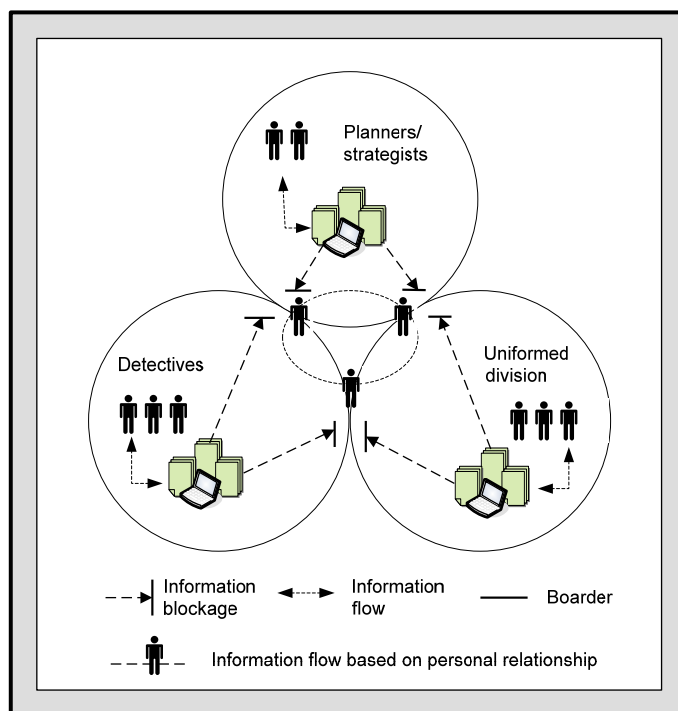 Planners/
strategists
Detectives
Uniformed
division
Information
blockage
Information
flow
Boarder
Information flow based on personal relationship